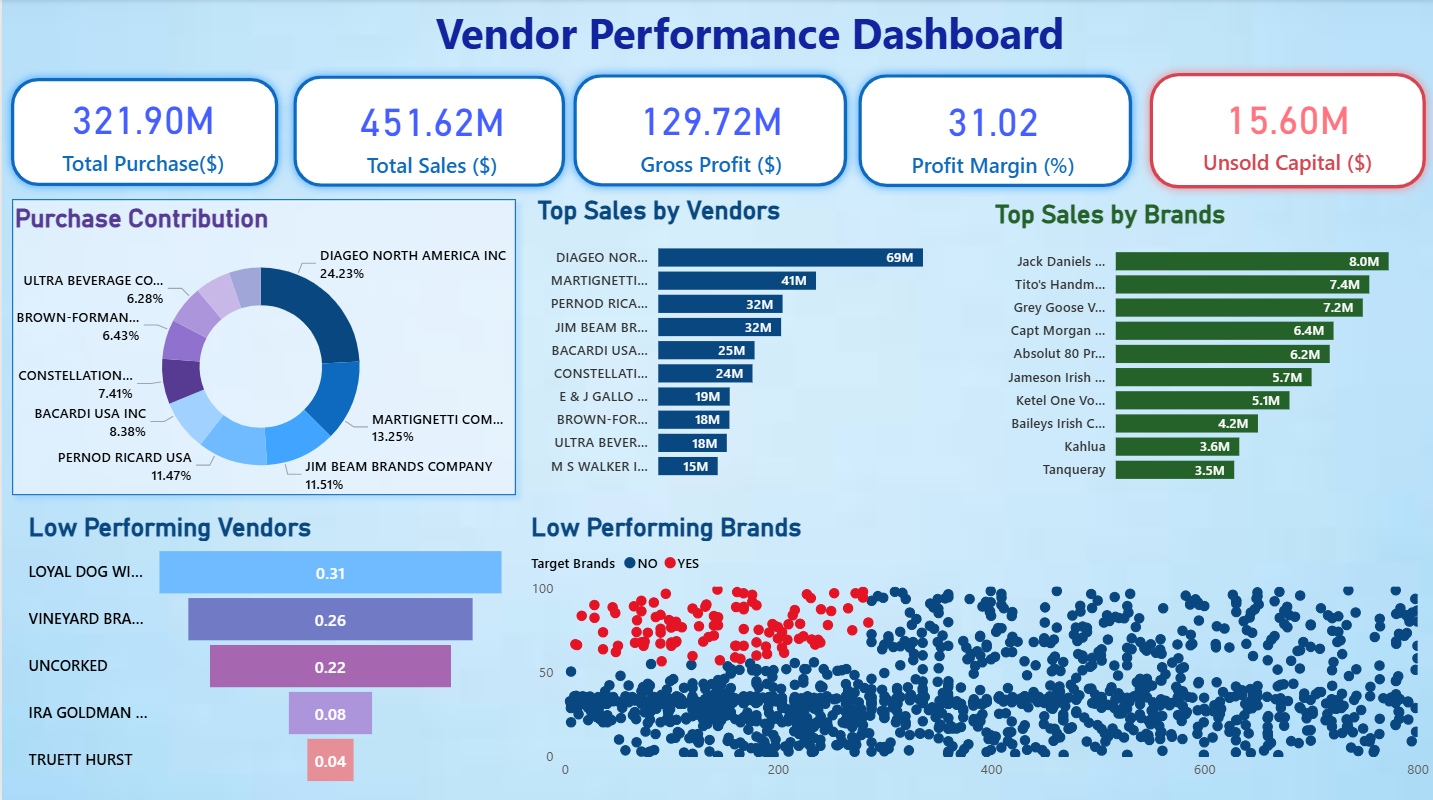 Vendor Performance Dashboard
321.90M
Total Purchase($)
451.62M
Total Sales ($)
129.72M
Gross Profit ($)
31.02
Profit Margin (%)
15.60M
Unsold Capital ($)
Purchase Contribution
DIAGEO NORTH AMERICA INC
24.23%
MARTIGNETTI COM...
13.25%
JIM BEAM BRANDS COMPANY
11.51%
PERNOD RICARD USA
11.47%
BACARDI USA INC
8.38%
CONSTELLATION...
7.41%
BROWN-FORMAN...
6.43%
ULTRA BEVERAGE CO...
6.28%
Top Sales by Vendors
DIAGEO NOR... 69M
MARTIGNETTI... 41M
PERNOD RICA... 32M
JIM BEAM BR... 32M
BACARDI USA... 25M
CONSTELLATI... 24M
E & J GALLO ... 19M
BROWN-FOR... 18M
ULTRA BEVER... 18M
M S WALKER I... 15M
Top Sales by Brands
Jack Daniels ... 8.0M
Tito's Handm... 7.4M
Grey Goose V... 7.2M
Capt Morgan ... 6.4M
Absolut 80 Pr... 6.2M
Jameson Irish ... 5.7M
Ketel One Vo... 5.1M
Baileys Irish C... 4.2M
Kahlua 3.6M
Tanqueray 3.5M
Low Performing Vendors
LOYAL DOG WI... 0.31
VINEYARD BRA... 0.26
UNCORKED 0.22
IRA GOLDMAN ... 0.08
TRUETT HURST 0.04
Low Performing Brands
Target Brands NO YES
100
50
0
0 200 400 600 800